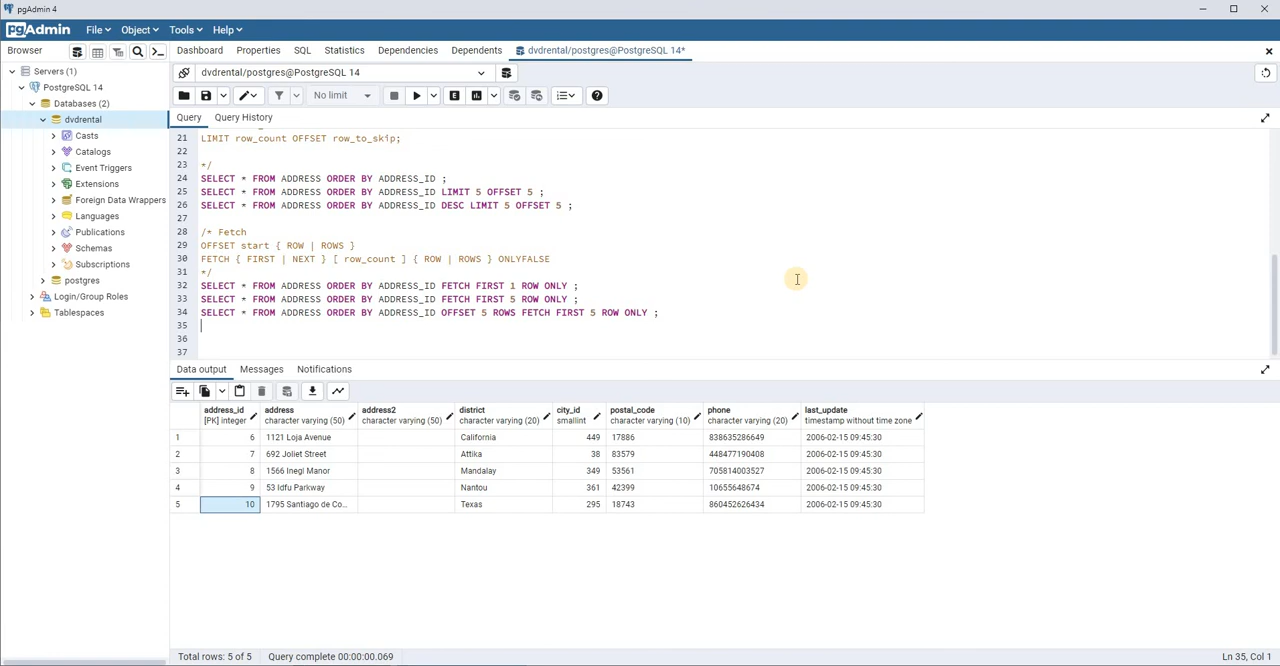 pgAdmin 4
pgAdmin File Object Tools Help
Browser Dashboard Properties SQL Statistics Dependencies Dependents dvdrental/postgres@PostgreSQL 14*
Servers (1)
PostgreSQL 14
Databases (2)
dvdrental
Casts
Catalogs
Event Triggers
Extensions
Foreign Data Wrappers
Languages
Publications
Schemas
Subscriptions
postgres
Login/Group Roles
Tablespaces
dvdrental/postgres@PostgreSQL 14
No limit
Query Query History
21 LIMIT row_count OFFSET row_to_skip;
22
23 */
24 SELECT * FROM ADDRESS ORDER BY ADDRESS_ID ;
25 SELECT * FROM ADDRESS ORDER BY ADDRESS_ID LIMIT 5 OFFSET 5 ;
26 SELECT * FROM ADDRESS ORDER BY ADDRESS_ID DESC LIMIT 5 OFFSET 5 ;
27
28 /* Fetch
29 OFFSET start { ROW | ROWS }
30 FETCH { FIRST | NEXT } [ row_count ] { ROW | ROWS } ONLYFALSE
31 */
32 SELECT * FROM ADDRESS ORDER BY ADDRESS_ID FETCH FIRST 1 ROW ONLY ;
33 SELECT * FROM ADDRESS ORDER BY ADDRESS_ID FETCH FIRST 5 ROW ONLY ;
34 SELECT * FROM ADDRESS ORDER BY ADDRESS_ID OFFSET 5 ROWS FETCH FIRST 5 ROW ONLY ;
35
36
37
Data output Messages Notifications
address_id address address2 district city_id postal_code phone last_update
[PK] integer character varying (50) character varying (50) character varying (20) smallint character varying (10) character varying (20) timestamp without time zone
1 6 1121 Loja Avenue California 449 17886 838635286649 2006-02-15 09:45:30
2 7 692 Joliet Street Attika 38 83579 448477190408 2006-02-15 09:45:30
3 8 1566 Inegl Manor Mandalay 349 53561 705814003527 2006-02-15 09:45:30
4 9 53 Idfu Parkway Nantou 361 42399 10655648674 2006-02-15 09:45:30
5 10 1795 Santiago de Co... Texas 295 18743 860452626434 2006-02-15 09:45:30
Total rows: 5 of 5 Query complete 00:00:00.069 Ln 35, Col 1